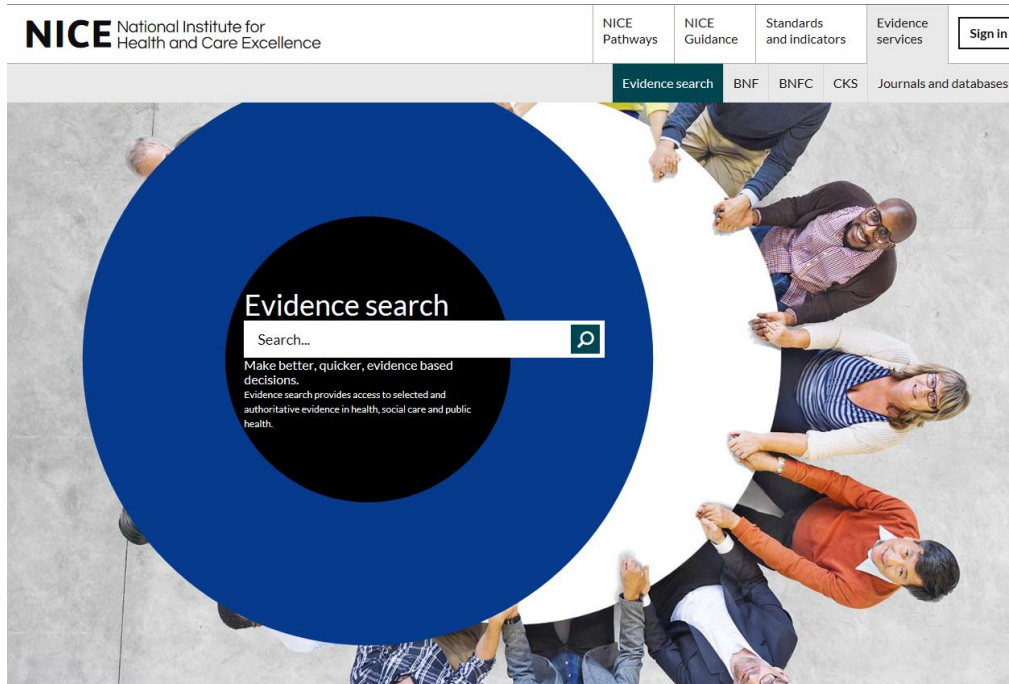 NICE National Institute for
Health and Care Excellence
NICE
Pathways
NICE
Guidance
Standards
and indicators
Evidence
services
Sign in
Evidence search
BNF
BNFC
CKS
Journals and databases
Evidence search
Search...
Make better, quicker, evidence based
decisions.
Evidence search provides access to selected and
authoritative evidence in health, social care and public
health.